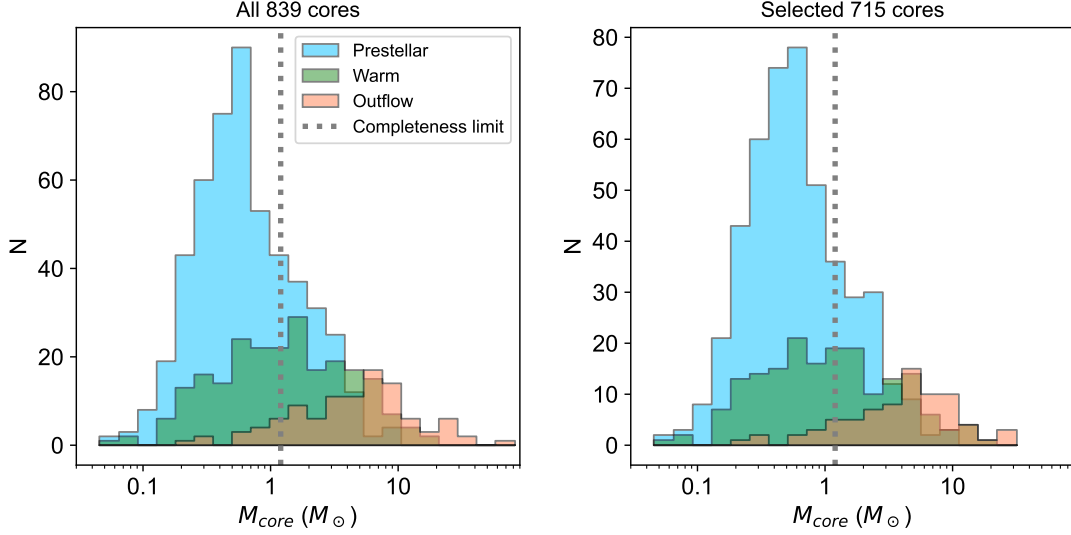 All 839 cores
N
80
60
40
20
0
Prestellar
Warm
Outflow
Completeness limit
0.1 1 10
M_core (M_⊙)
Selected 715 cores
N
80
70
60
50
40
30
20
10
0
0.1 1 10
M_core (M_⊙)